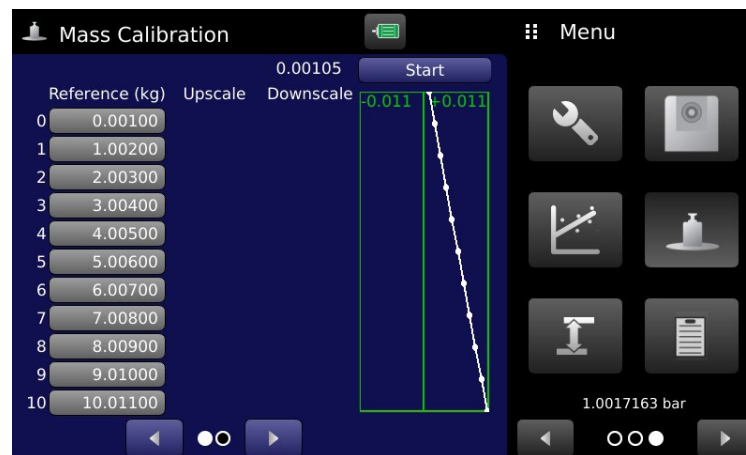 Mass Calibration
Menu
0.00105 Start
Reference (kg) Upscale Downscale -0.011 +0.011
0 0.00100
1 1.00200
2 2.00300
3 3.00400
4 4.00500
5 5.00600
6 6.00700
7 7.00800
8 8.00900
9 9.01000
10 10.01100
1.0017163 bar